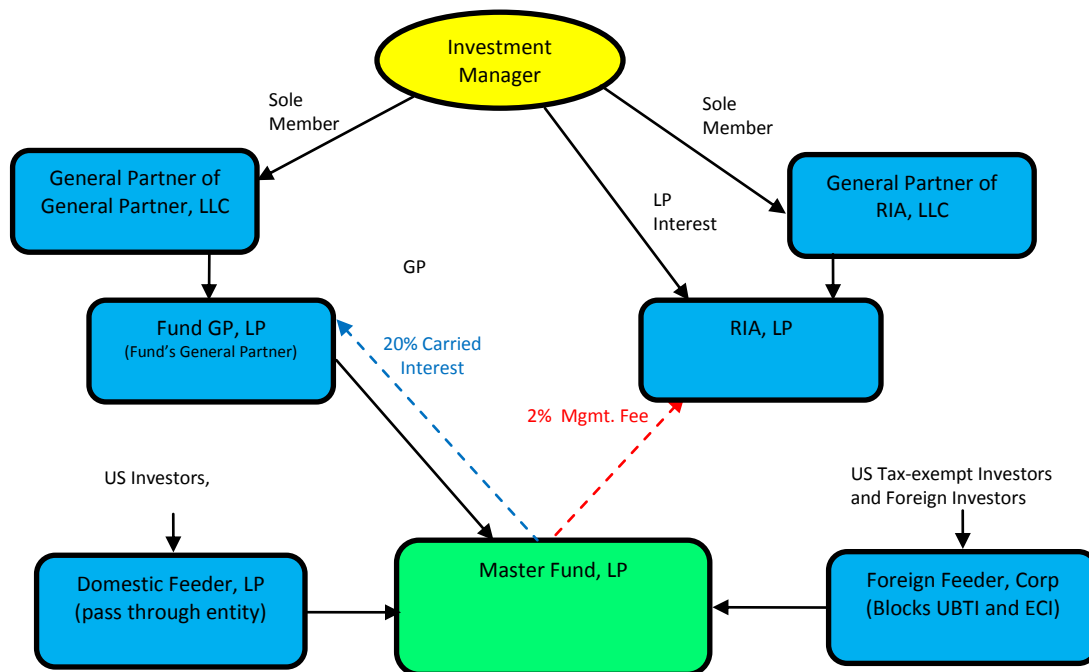 Investment
Manager
Sole
Member
Sole
Member
General Partner of
General Partner, LLC
General Partner of
RIA, LLC
LP
Interest
GP
Fund GP, LP
(Fund's General Partner)
RIA, LP
20% Carried
Interest
2% Mgmt. Fee
US Investors,
US Tax-exempt Investors
and Foreign Investors
Domestic Feeder, LP
(pass through entity)
Master Fund, LP
Foreign Feeder, Corp
(Blocks UBTI and ECI)